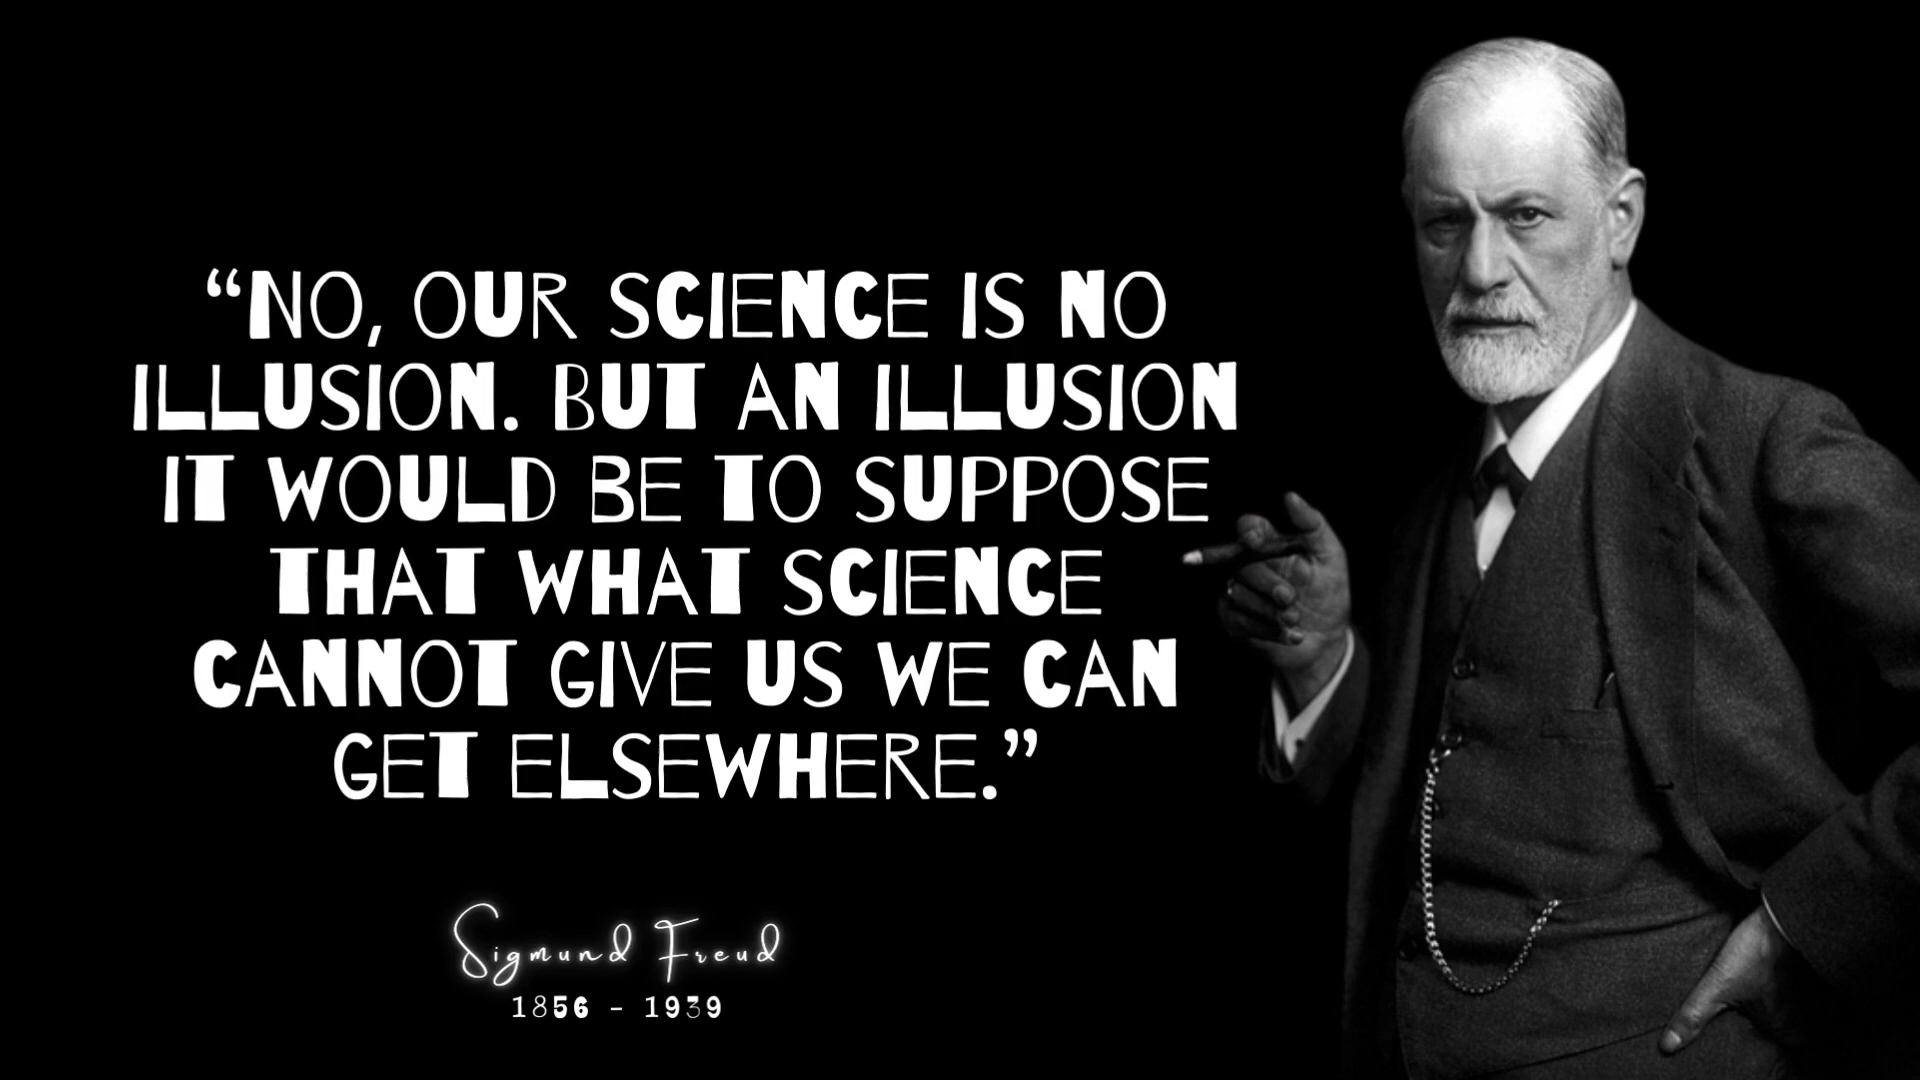 “NO, OUR SCIENCE IS NO
ILLUSION. BUT AN ILLUSION
IT WOULD BE TO SUPPOSE
THAT WHAT SCIENCE
CANNOT GIVE US WE CAN
GET ELSEWHERE.”
Sigmund Freud
1856 - 1939